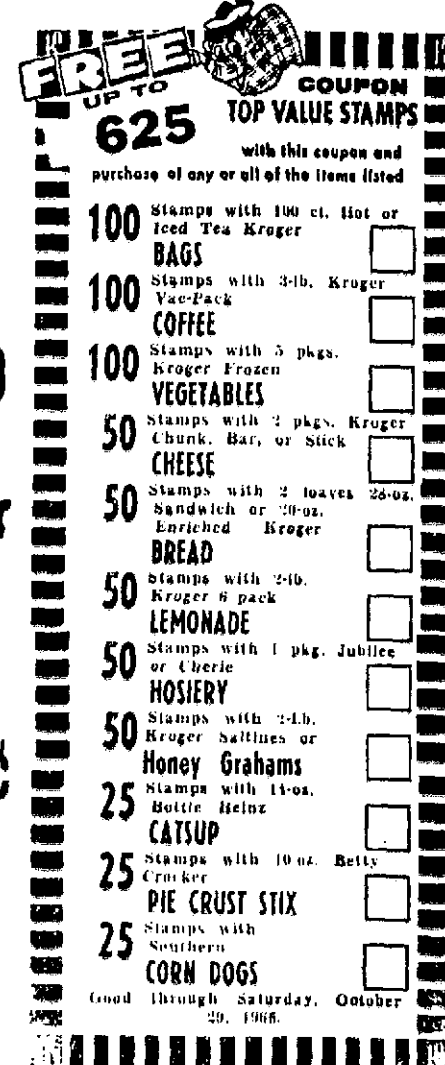 FREE
UP TO
625
COUPON
TOP VALUE STAMPS
with this coupon and
purchase of any or all of the items listed
100 Stamps with 100 ct. Hot or
Iced Tea Kroger
BAGS
100 Stamps with 3-lb. Kroger
Vac-Pack
COFFEE
100 Stamps with 5 pkgs.
Kroger Frozen
VEGETABLES
50 Stamps with 2 pkgs. Kroger
Chunk, Bar, or Stick
CHEESE
50 Stamps with 2 loaves 28-oz.
Sandwich or 20-oz.
Enriched Kroger
BREAD
50 Stamps with 2-lb.
Kroger 6 pack
LEMONADE
50 Stamps with 1 pkg. Jubilee
or Cherie
HOSIERY
50 Stamps with 2-Lb.
Kroger Saltines or
Honey Grahams
25 Stamps with 14-oz.
Bottle Heinz
CATSUP
25 Stamps with 10 oz. Betty
Crocker
PIE CRUST STIX
25 Stamps with
Southern
CORN DOGS
Good through Saturday, October
29, 1966.